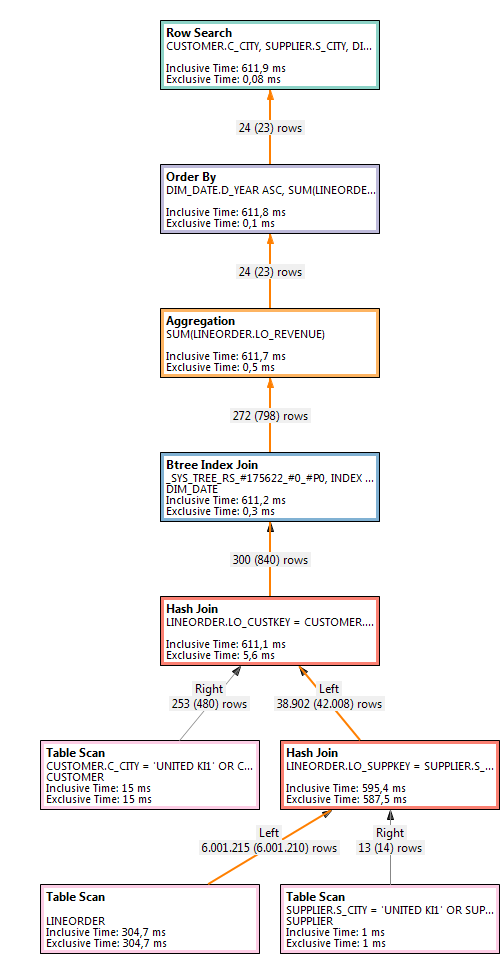 Row Search
CUSTOMER.C_CITY, SUPPLIER.S_CITY, DI...
Inclusive Time: 611,9 ms
Exclusive Time: 0,08 ms
24 (23) rows
Order By
DIM_DATE.D_YEAR ASC, SUM(LINEORDE...
Inclusive Time: 611,8 ms
Exclusive Time: 0,1 ms
24 (23) rows
Aggregation
SUM(LINEORDER.LO_REVENUE)
Inclusive Time: 611,7 ms
Exclusive Time: 0,5 ms
272 (798) rows
Btree Index Join
_SYS_TREE_RS_#175622_#0_#P0, INDEX ...
DIM_DATE
Inclusive Time: 611,2 ms
Exclusive Time: 0,3 ms
300 (840) rows
Hash Join
LINEORDER.LO_CUSTKEY = CUSTOMER....
Inclusive Time: 611,1 ms
Exclusive Time: 5,6 ms
Right
253 (480) rows
Left
38.902 (42.008) rows
Table Scan
CUSTOMER.C_CITY = 'UNITED KI1' OR C...
CUSTOMER
Inclusive Time: 15 ms
Exclusive Time: 15 ms
Hash Join
LINEORDER.LO_SUPPKEY = SUPPLIER.S_...
Inclusive Time: 595,4 ms
Exclusive Time: 587,5 ms
Left
6.001.215 (6.001.210) rows
Right
13 (14) rows
Table Scan
LINEORDER
Inclusive Time: 304,7 ms
Exclusive Time: 304,7 ms
Table Scan
SUPPLIER.S_CITY = 'UNITED KI1' OR SUP...
SUPPLIER
Inclusive Time: 1 ms
Exclusive Time: 1 ms